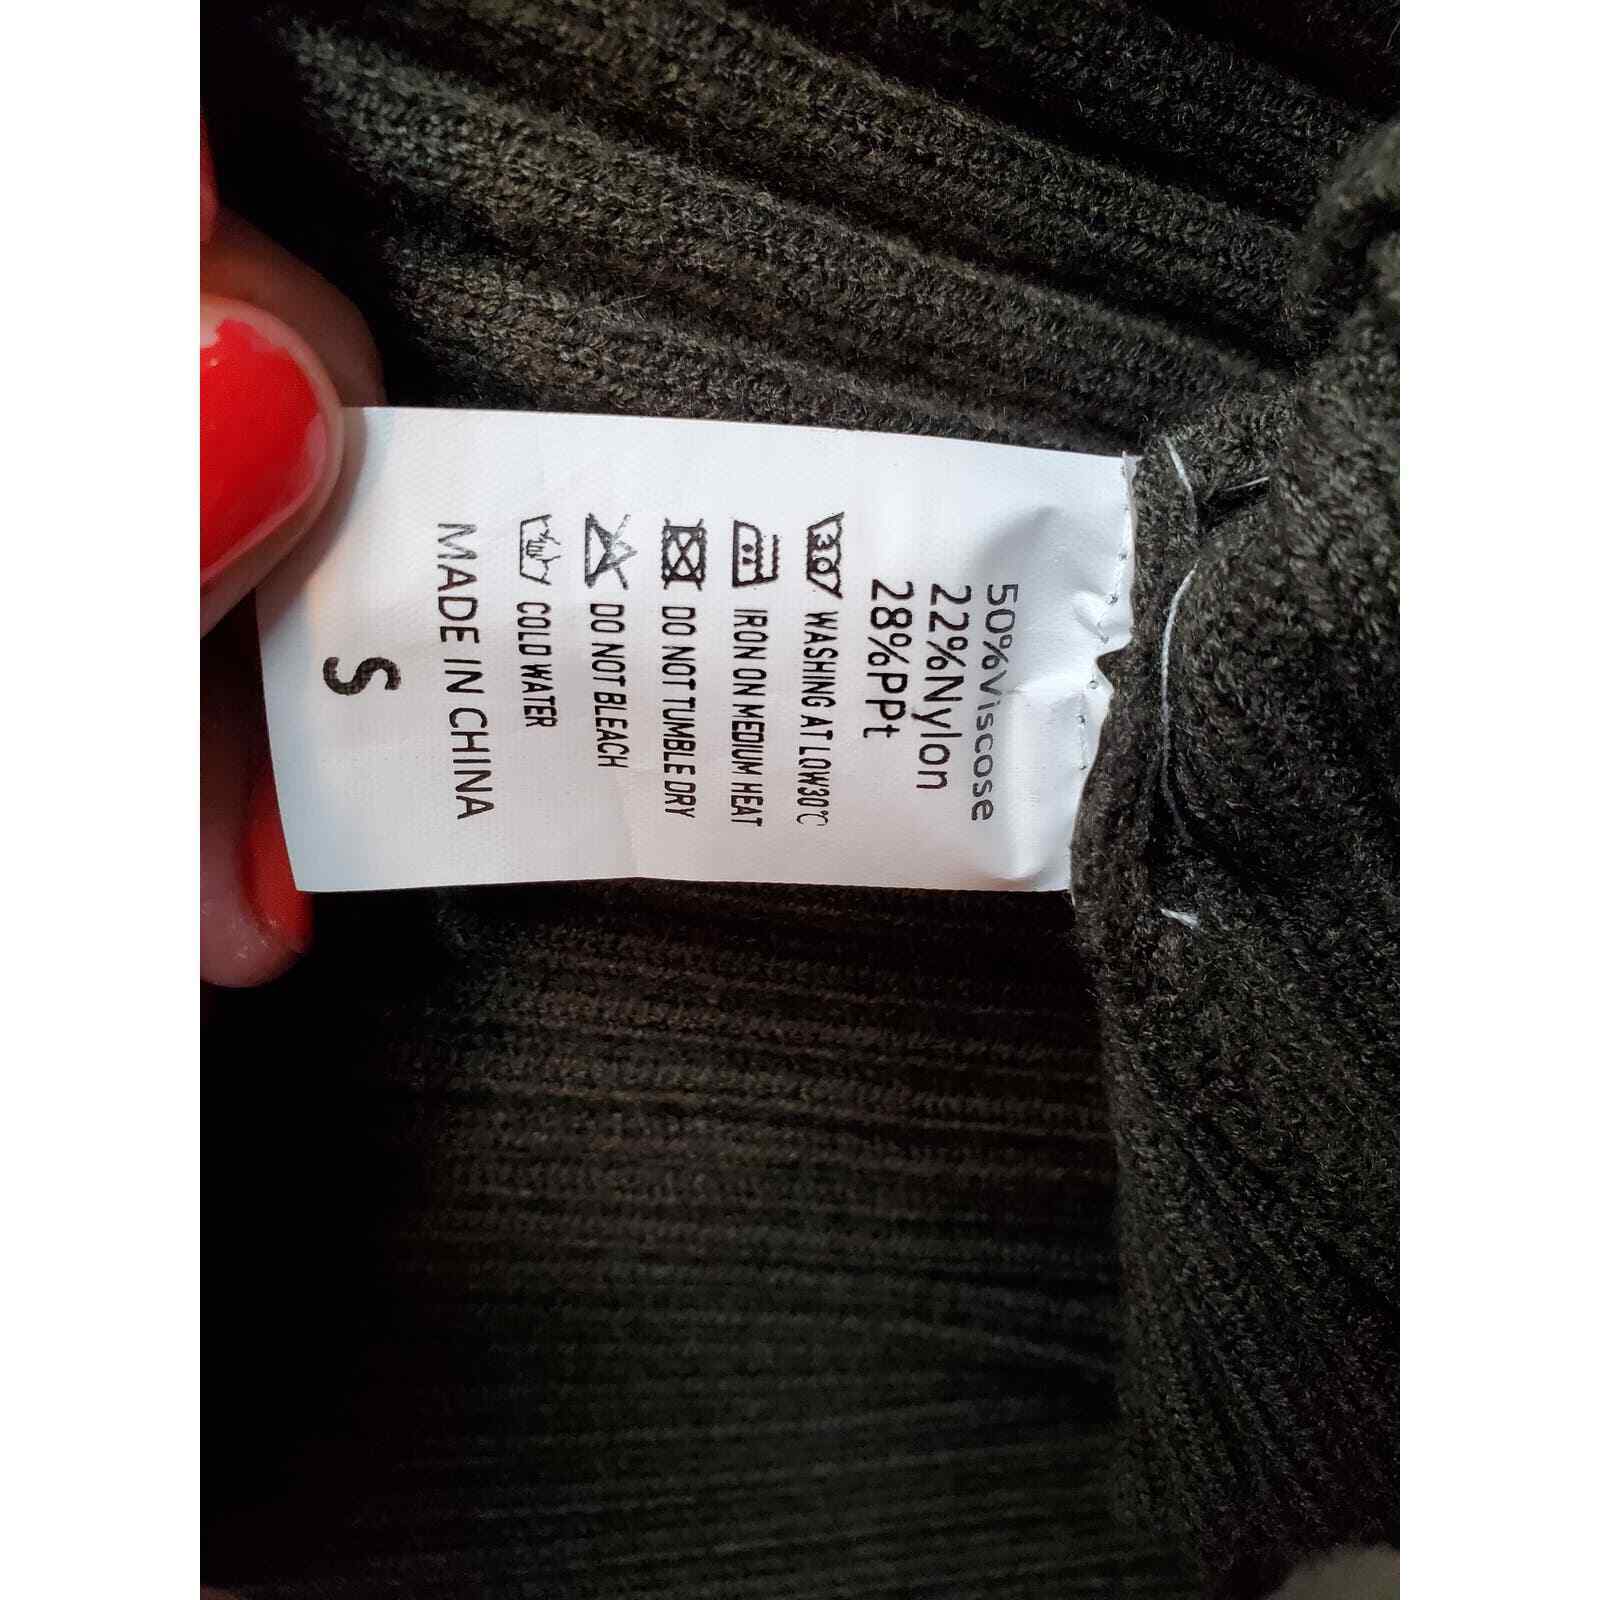 50%Viscose
22%Nylon
28%PPt
30 WASHING AT LOW30℃
IRON ON MEDIUM HEAT
DO NOT TUMBLE DRY
DO NOT BLEACH
COLD WATER
MADE IN CHINA
S